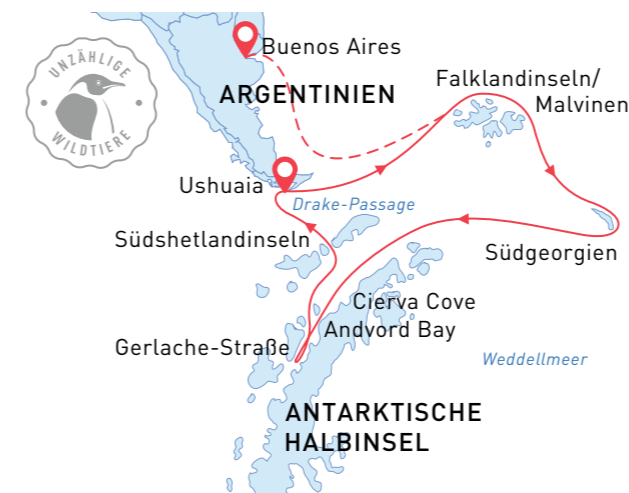 UNZÄHLIGE
WILDTIERE
Buenos Aires
ARGENTINIEN
Falklandinseln/
Malvinen
Ushuaia
Drake-Passage
Südshetlandinseln
Südgeorgien
Cierva Cove
Andvord Bay
Gerlache-Straße
Weddellmeer
ANTARKTISCHE
HALBINSEL